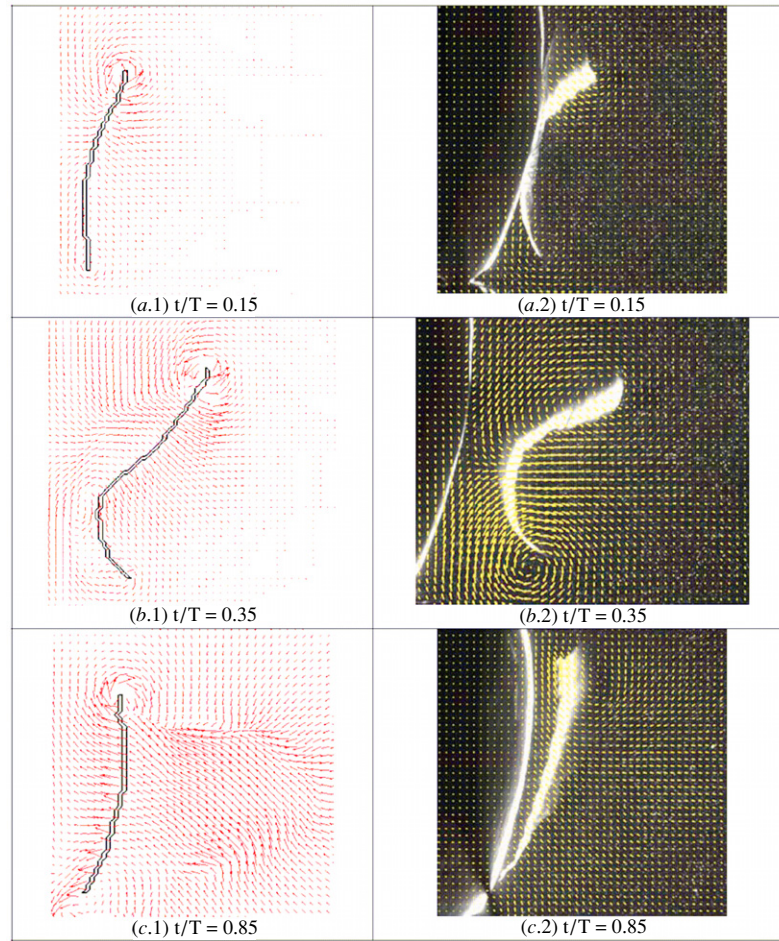 (a.1) t/T = 0.15
(a.2) t/T = 0.15
(b.1) t/T = 0.35
(b.2) t/T = 0.35
(c.1) t/T = 0.85
(c.2) t/T = 0.85